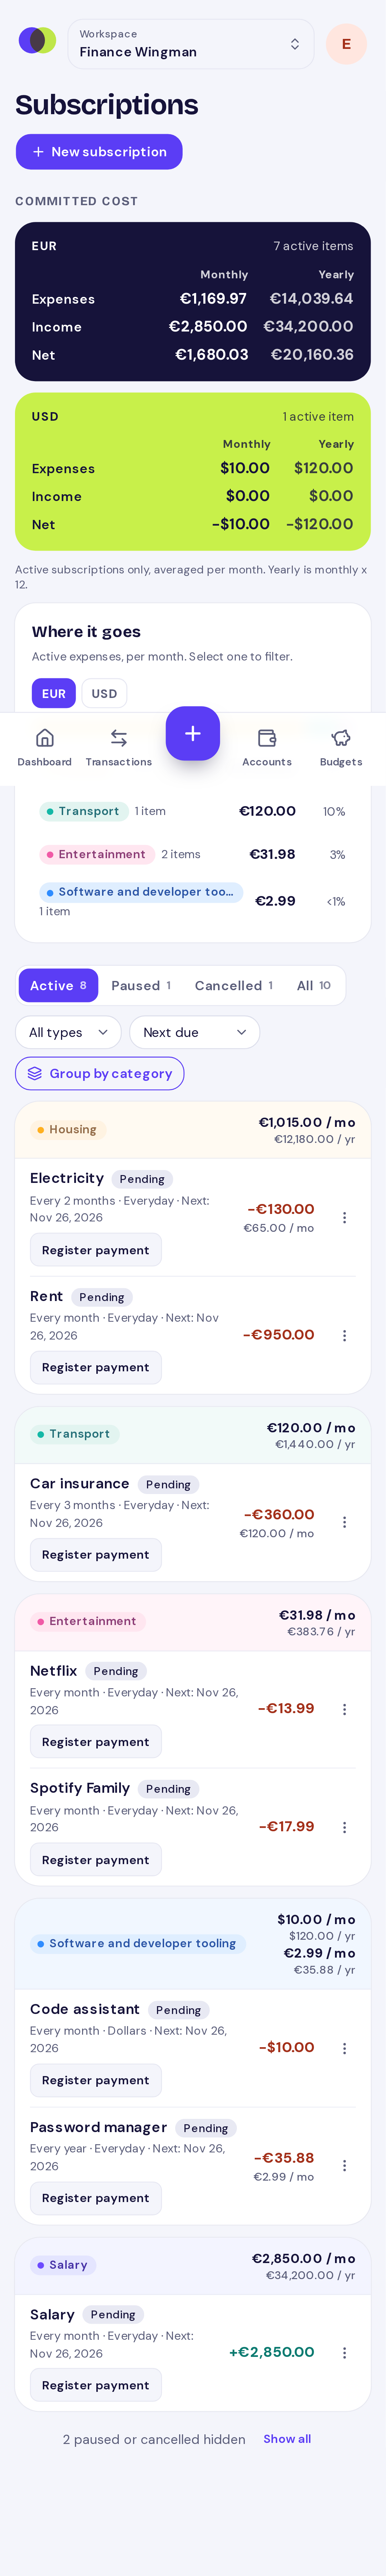 Workspace
Finance Wingman
E
Subscriptions
+ New subscription
COMMITTED COST
EUR 7 active items
Monthly Yearly
Expenses €1,169.97 €14,039.64
Income €2,850.00 €34,200.00
Net €1,680.03 €20,160.36
USD 1 active item
Monthly Yearly
Expenses $10.00 $120.00
Income $0.00 $0.00
Net -$10.00 -$120.00
Active subscriptions only, averaged per month. Yearly is monthly x
12.
Where it goes
Active expenses, per month. Select one to filter.
EUR USD
+
Dashboard Transactions Accounts Budgets
Transport 1 item €120.00 10%
Entertainment 2 items €31.98 3%
Software and developer too... €2.99 <1%
1 item
Active 8 Paused 1 Cancelled 1 All 10
All types Next due
Group by category
Housing €1,015.00 / mo
€12,180.00 / yr
Electricity Pending
Every 2 months · Everyday · Next:
Nov 26, 2026
-€130.00
€65.00 / mo
Register payment
Rent Pending
Every month · Everyday · Next: Nov
26, 2026
-€950.00
Register payment
Transport €120.00 / mo
€1,440.00 / yr
Car insurance Pending
Every 3 months · Everyday · Next:
Nov 26, 2026
-€360.00
€120.00 / mo
Register payment
Entertainment €31.98 / mo
€383.76 / yr
Netflix Pending
Every month · Everyday · Next: Nov 26,
2026
-€13.99
Register payment
Spotify Family Pending
Every month · Everyday · Next: Nov 26,
2026
-€17.99
Register payment
Software and developer tooling
$10.00 / mo
$120.00 / yr
€2.99 / mo
€35.88 / yr
Code assistant Pending
Every month · Dollars · Next: Nov 26,
2026
-$10.00
Register payment
Password manager Pending
Every year · Everyday · Next: Nov 26,
2026
-€35.88
€2.99 / mo
Register payment
Salary €2,850.00 / mo
€34,200.00 / yr
Salary Pending
Every month · Everyday · Next:
Nov 26, 2026
+€2,850.00
Register payment
2 paused or cancelled hidden Show all